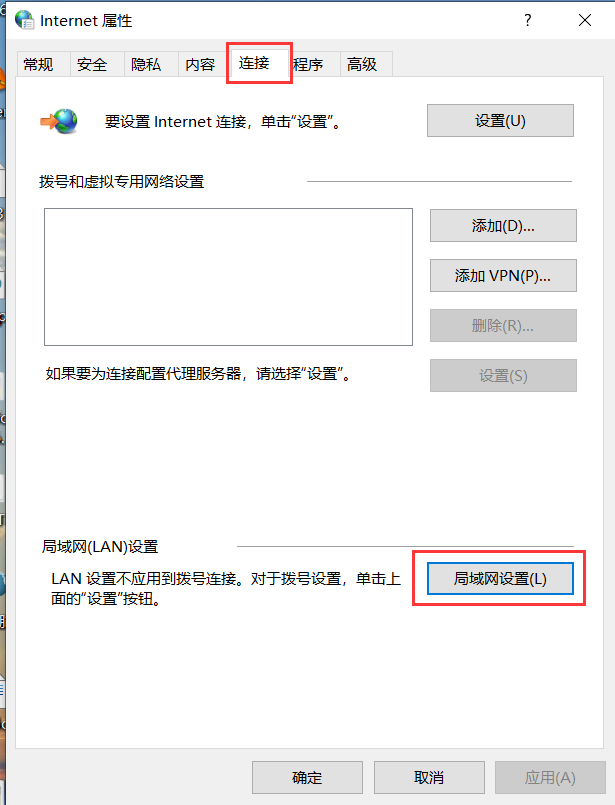 Internet 属性
?
常规 安全 隐私 内容 连接 程序 高级
要设置 Internet 连接，单击“设置”。
设置(U)
拨号和虚拟专用网络设置
添加(D)...
添加 VPN(P)...
删除(R)...
如果要为连接配置代理服务器，请选择“设置”。
设置(S)
局域网(LAN)设置
LAN 设置不应用到拨号连接。对于拨号设置，单击上
面的“设置”按钮。
局域网设置(L)
确定 取消 应用(A)